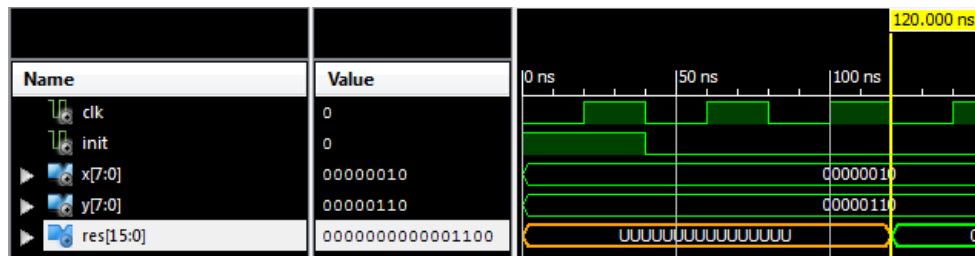 120.000 ns
Name Value 0 ns 50 ns 100 ns
clk 0
init 0
x[7:0] 00000010 00000010
y[7:0] 00000110 00000110
res[15:0] 0000000000001100 UUUUUUUUUUUUUUUU 0